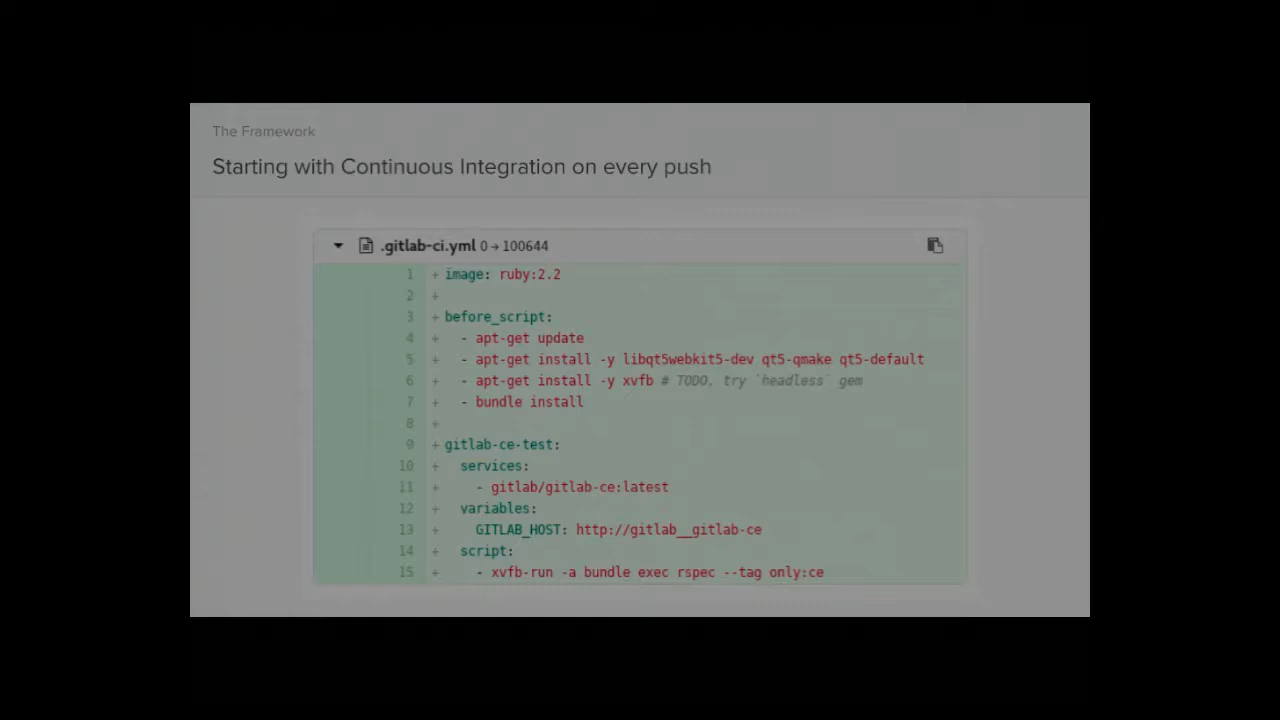 The Framework
Starting with Continuous Integration on every push
.gitlab-ci.yml 0 → 100644
1 + image: ruby:2.2
2 +
3 + before_script:
4 + - apt-get update
5 + - apt-get install -y libqt5webkit5-dev qt5-qmake qt5-default
6 + - apt-get install -y xvfb # TODO, try `headless` gem
7 + - bundle install
8 +
9 + gitlab-ce-test:
10 + services:
11 + - gitlab/gitlab-ce:latest
12 + variables:
13 + GITLAB_HOST: http://gitlab__gitlab-ce
14 + script:
15 + - xvfb-run -a bundle exec rspec --tag only:ce